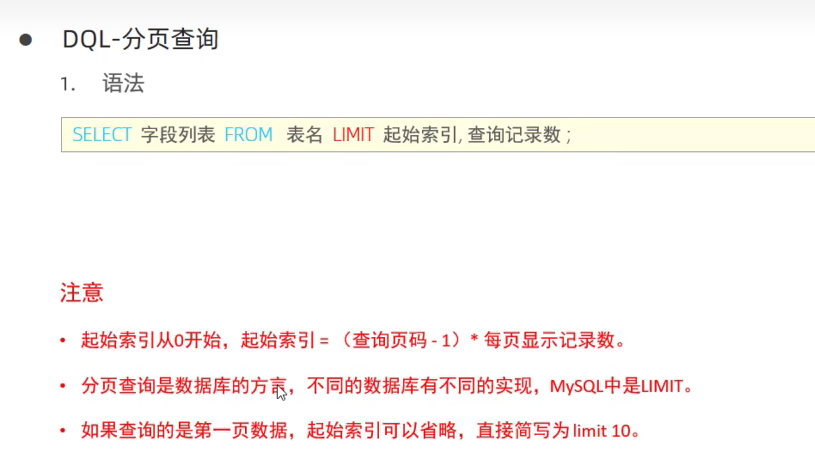 DQL-分页查询
1. 语法
SELECT 字段列表 FROM 表名 LIMIT 起始索引, 查询记录数 ;
注意
• 起始索引从0开始，起始索引 = （查询页码 - 1）* 每页显示记录数。
• 分页查询是数据库的方言，不同的数据库有不同的实现，MySQL中是LIMIT。
• 如果查询的是第一页数据，起始索引可以省略，直接简写为 limit 10。